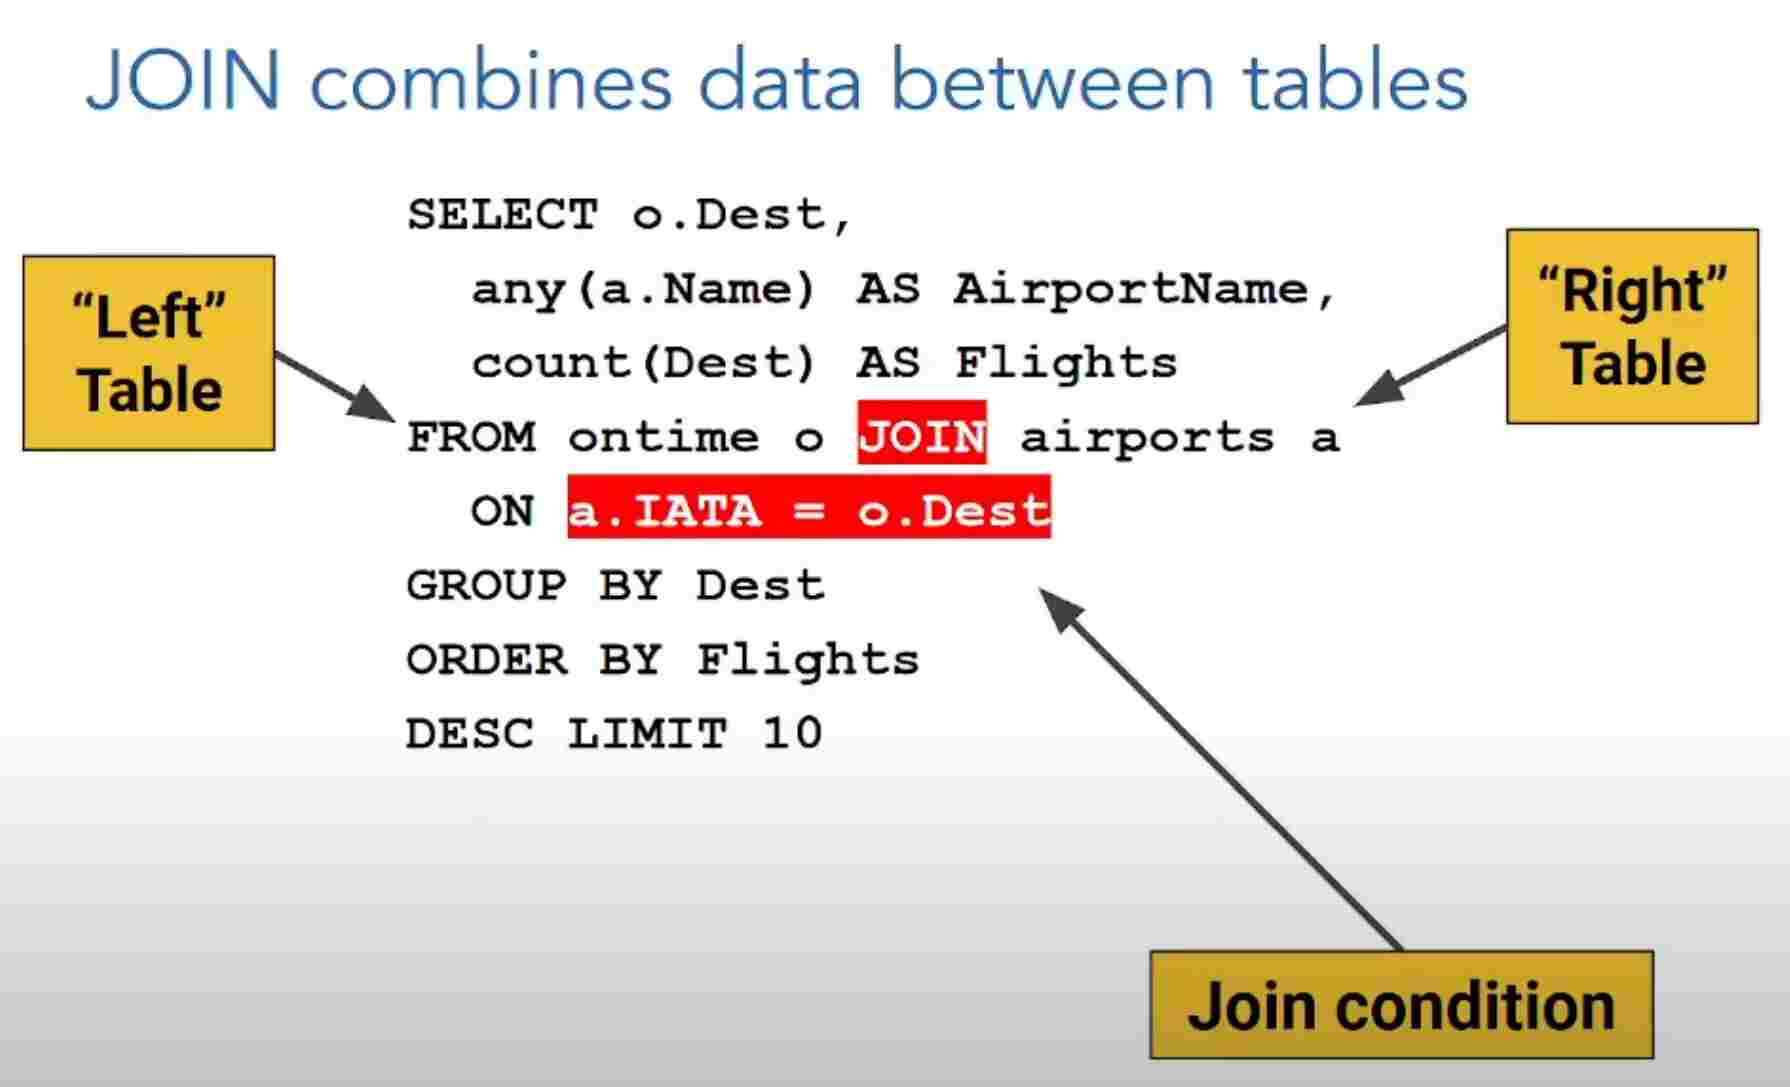 JOIN combines data between tables
SELECT o.Dest,
any(a.Name) AS AirportName,
count(Dest) AS Flights
FROM ontime o JOIN airports a
ON a.IATA = o.Dest
GROUP BY Dest
ORDER BY Flights
DESC LIMIT 10
“Left”
Table
“Right”
Table
Join condition